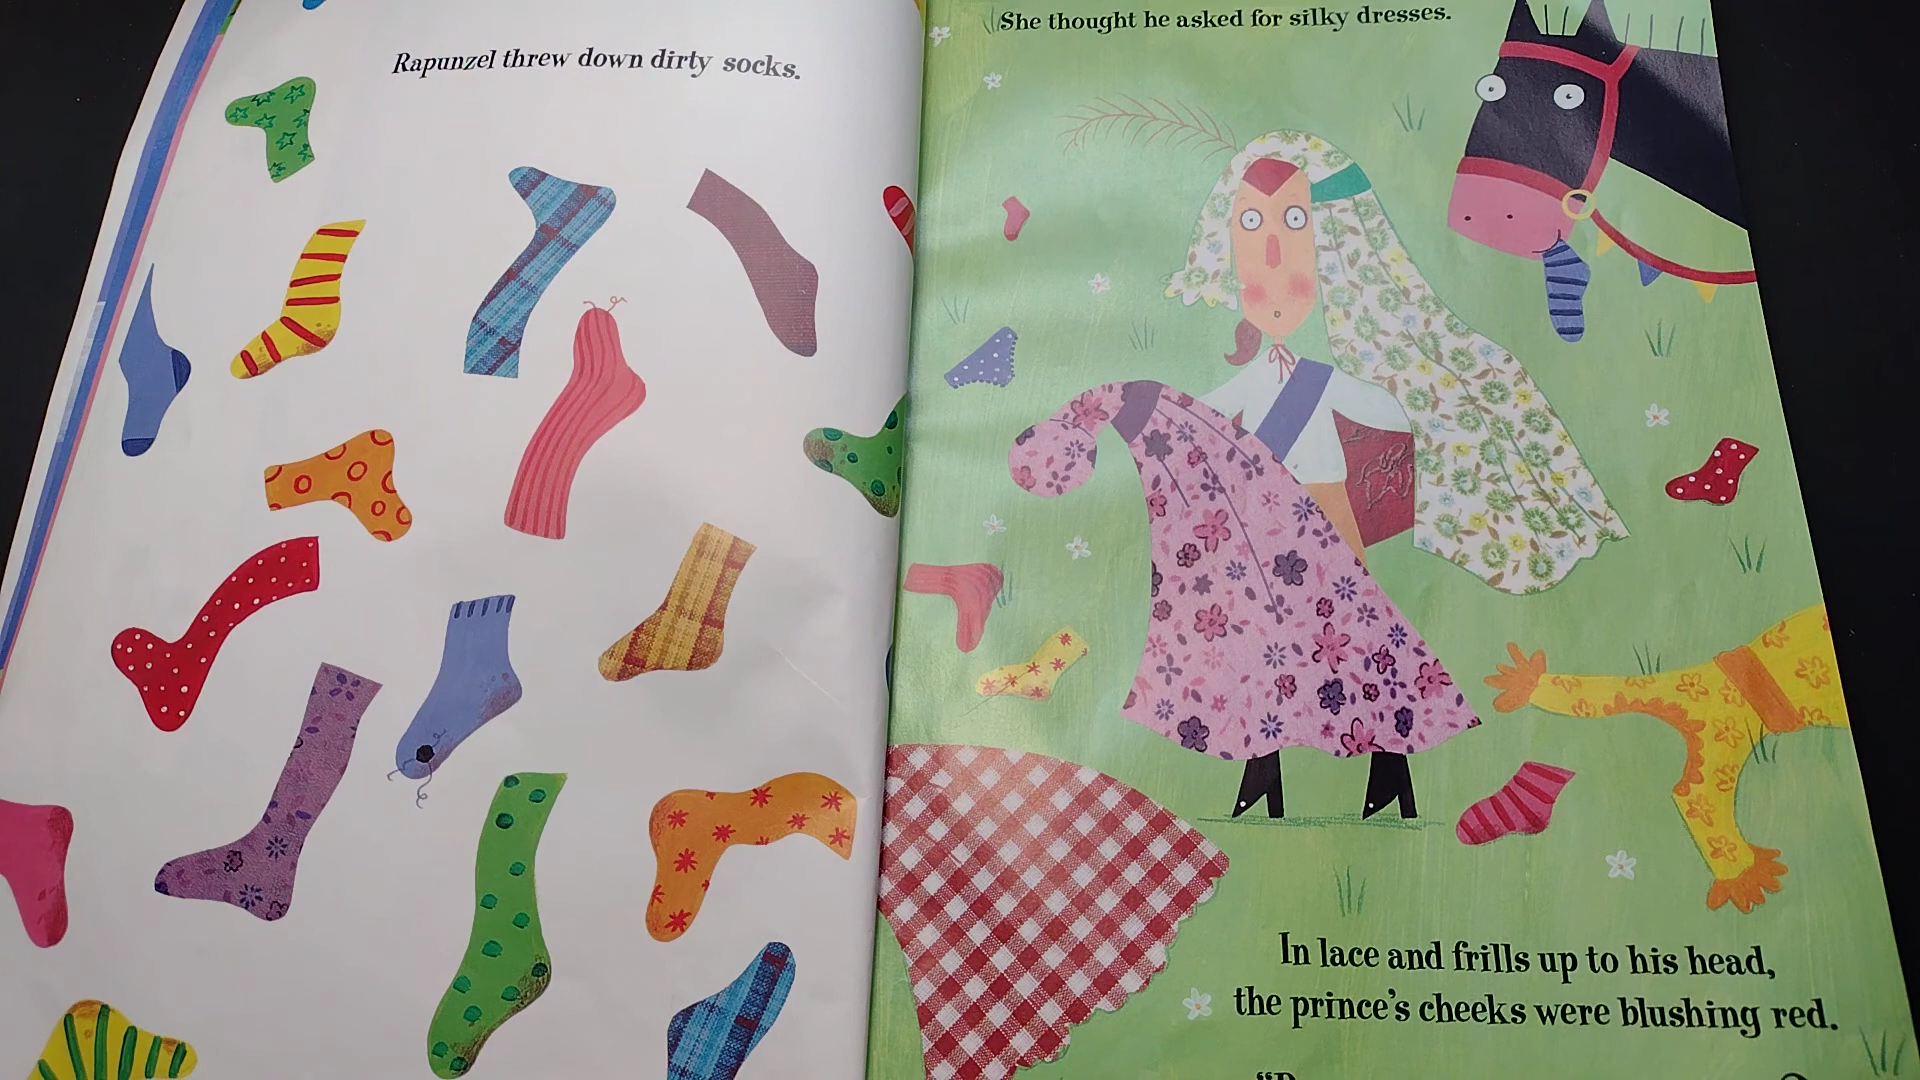 Rapunzel threw down dirty socks.
She thought he asked for silky dresses.
In lace and frills up to his head,
the prince's cheeks were blushing red.